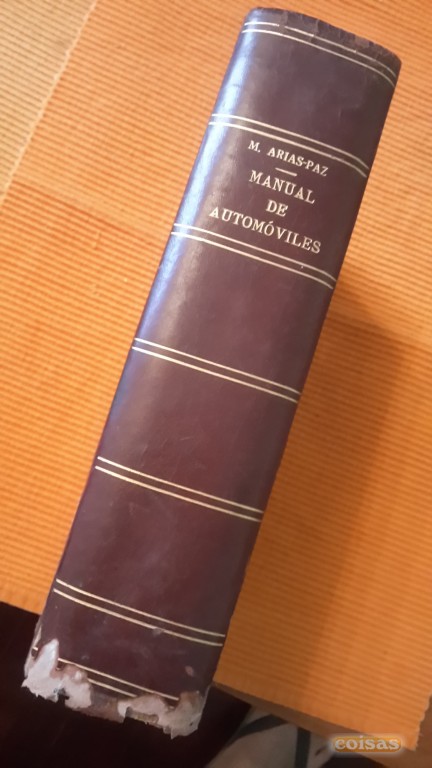 M. ARIAS-PAZ
MANUAL
DE
AUTOMÓVILES
coisas